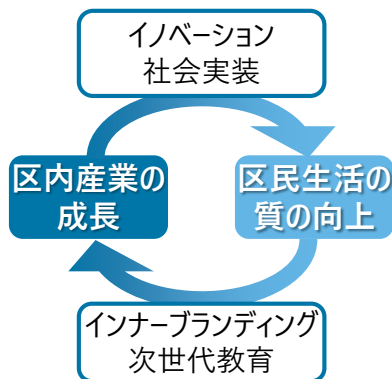 イノベーション
社会実装
区内産業の
成長
区民生活の
質の向上
インナーブランディング
次世代教育